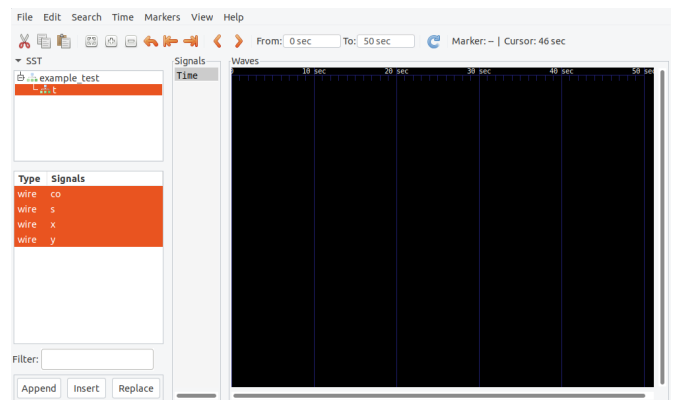 File Edit Search Time Markers View Help
From: 0 sec To: 50 sec Marker: -- | Cursor: 46 sec
SST
example_test
t
Type Signals
wire co
wire s
wire x
wire y
Filter:
Append Insert Replace
Signals
Time
Waves
0 10 sec 20 sec 30 sec 40 sec 50 sec